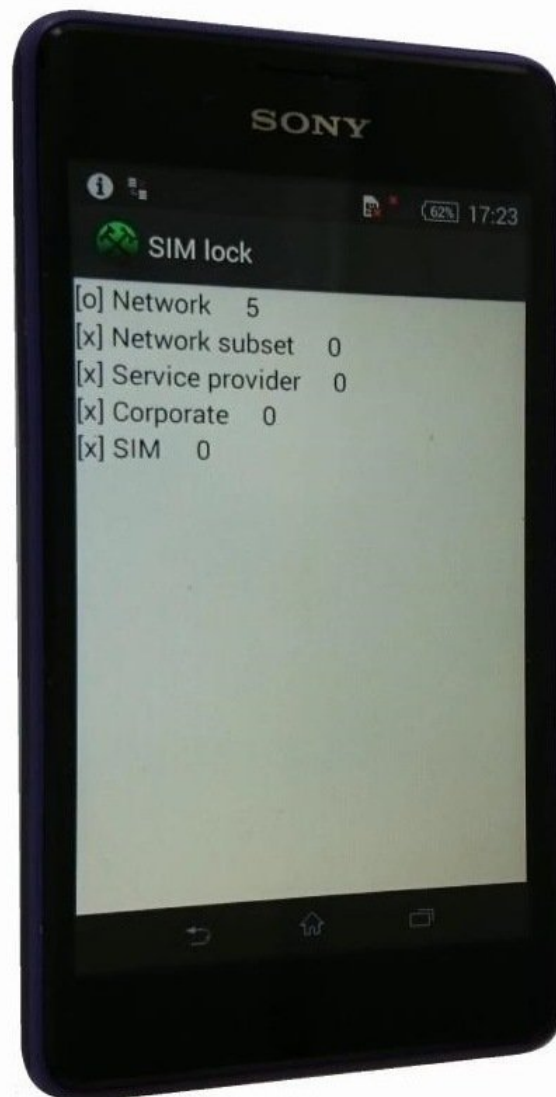 SONY
62% 17:23
SIM lock
[o] Network 5
[x] Network subset 0
[x] Service provider 0
[x] Corporate 0
[x] SIM 0